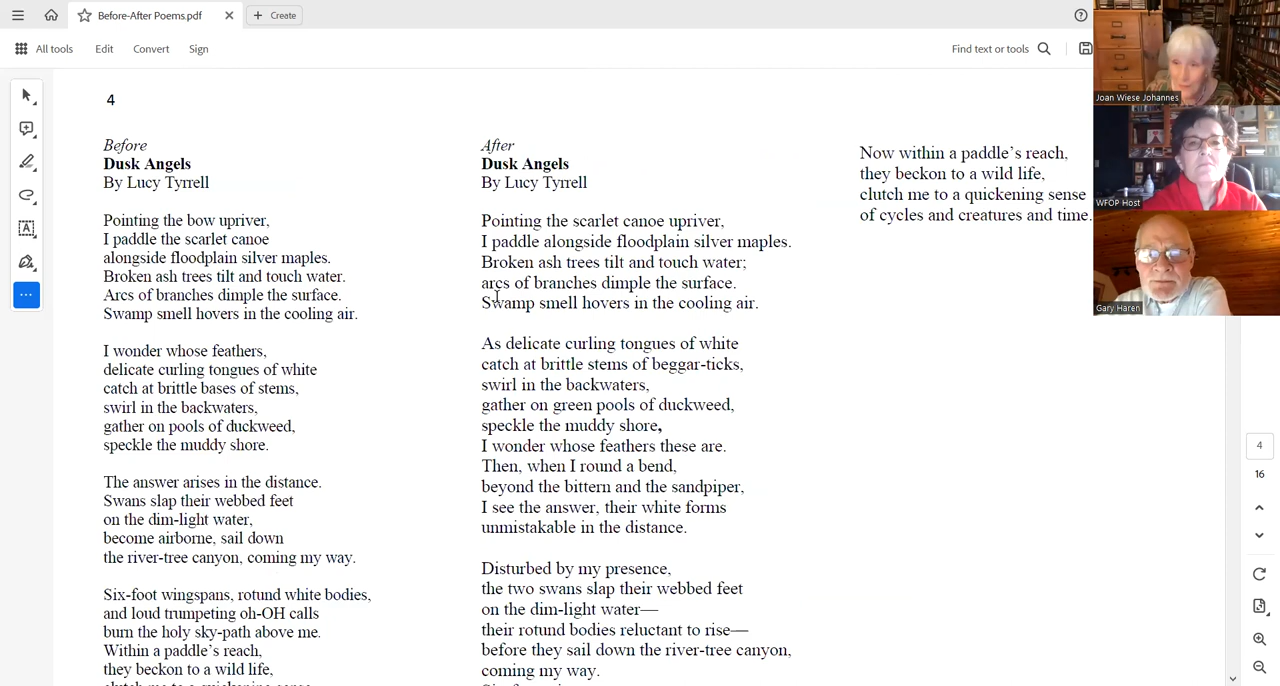 Before-After Poems.pdf
Create
All tools
Edit
Convert
Sign
Find text or tools
4
Before
Dusk Angels
By Lucy Tyrrell
Pointing the bow upriver,
I paddle the scarlet canoe
alongside floodplain silver maples.
Broken ash trees tilt and touch water.
Arcs of branches dimple the surface.
Swamp smell hovers in the cooling air.
I wonder whose feathers,
delicate curling tongues of white
catch at brittle bases of stems,
swirl in the backwaters,
gather on pools of duckweed,
speckle the muddy shore.
The answer arises in the distance.
Swans slap their webbed feet
on the dim-light water,
become airborne, sail down
the river-tree canyon, coming my way.
Six-foot wingspans, rotund white bodies,
and loud trumpeting oh-OH calls
burn the holy sky-path above me.
Within a paddle's reach,
they beckon to a wild life,
After
Dusk Angels
By Lucy Tyrrell
Pointing the scarlet canoe upriver,
I paddle alongside floodplain silver maples.
Broken ash trees tilt and touch water;
arcs of branches dimple the surface.
Swamp smell hovers in the cooling air.
As delicate curling tongues of white
catch at brittle stems of beggar-ticks,
swirl in the backwaters,
gather on green pools of duckweed,
speckle the muddy shore,
I wonder whose feathers these are.
Then, when I round a bend,
beyond the bittern and the sandpiper,
I see the answer, their white forms
unmistakable in the distance.
Disturbed by my presence,
the two swans slap their webbed feet
on the dim-light water—
their rotund bodies reluctant to rise—
before they sail down the river-tree canyon,
coming my way.
Now within a paddle's reach,
they beckon to a wild life,
clutch me to a quickening sense
of cycles and creatures and time.
Joan Wiese Johannes
WFOP Host
Gary Haren
4
16